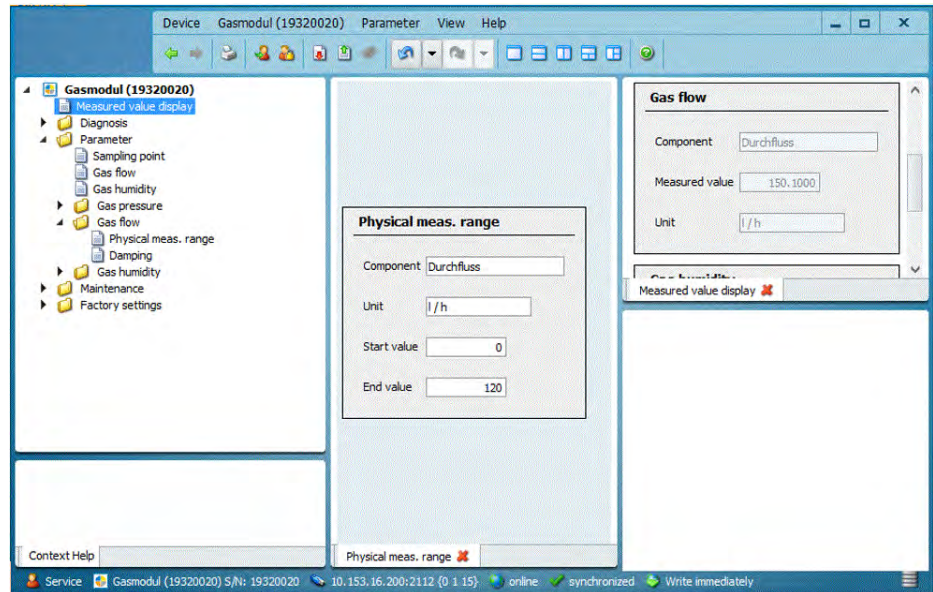 Device Gasmodul (19320020) Parameter View Help
Gasmodul (19320020)
Measured value display
Diagnosis
Parameter
Sampling point
Gas flow
Gas humidity
Gas pressure
Gas flow
Physical meas. range
Damping
Gas humidity
Maintenance
Factory settings
Context Help
Physical meas. range
Component Durchfluss
Unit l/h
Start value 0
End value 120
Physical meas. range
Gas flow
Component Durchfluss
Measured value 150.1000
Unit l/h
Gas humidity
Measured value display
Service Gasmodul (19320020) S/N: 19320020 10.153.16.200:2112 {0 1 15} online synchronized Write immediately